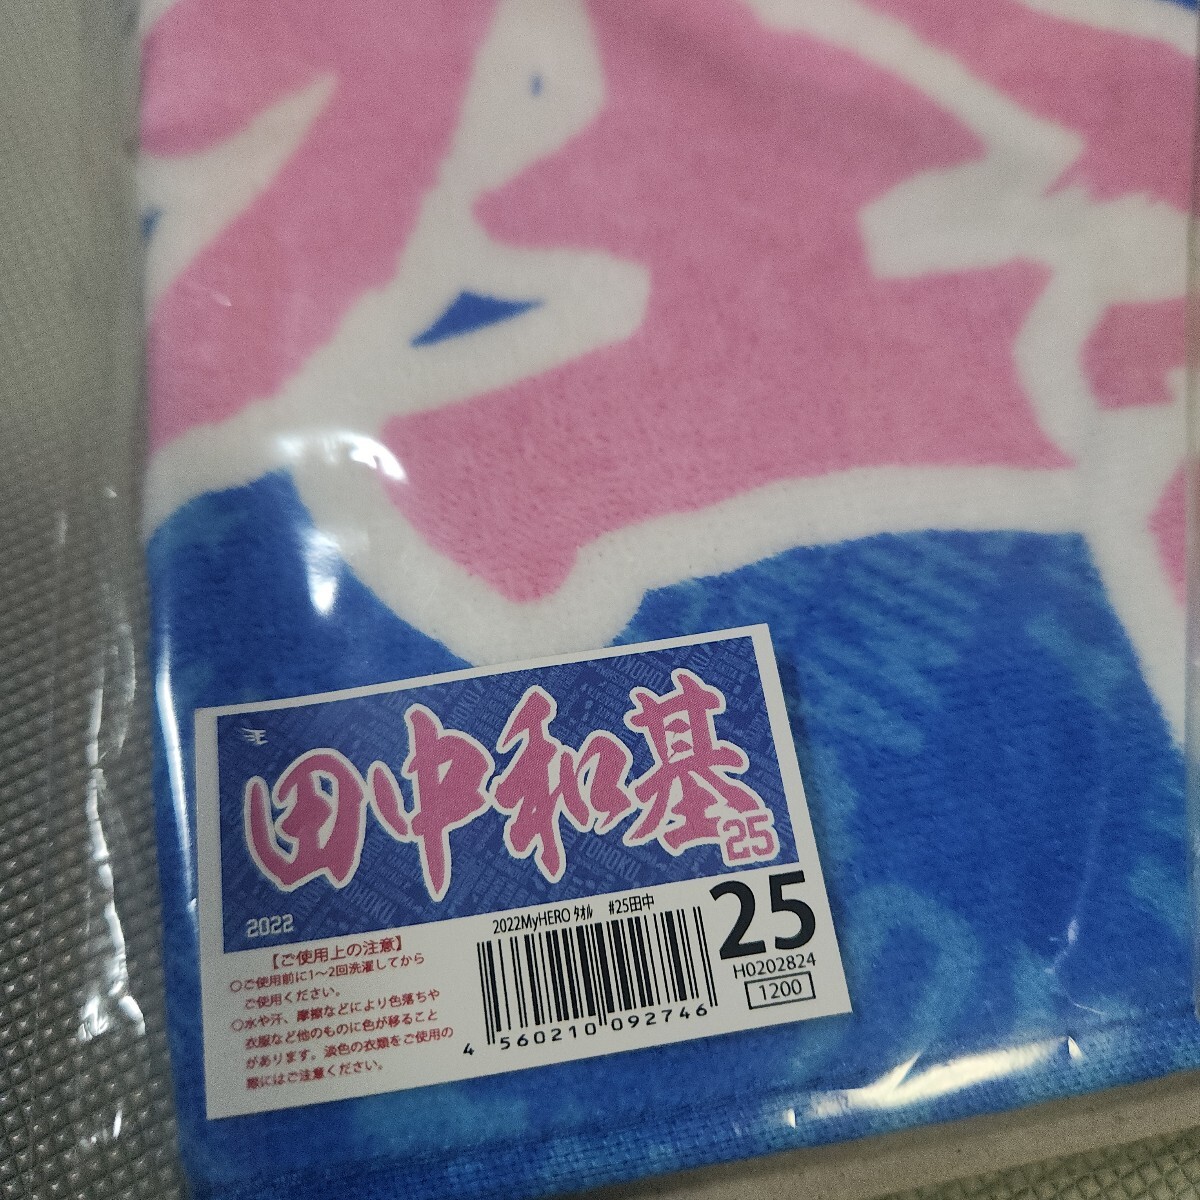 田中和基
25
2022
2022MyHERO タオル #25田中
25
H0202824
1200
4 560210 092746
【ご使用上の注意】
○ご使用前に1～2回洗濯してから
ご使用ください。
○水や汗、摩擦などにより色落ちや
衣服など他のものに色が移ること
があります。淡色の衣類をご使用の
際にはご注意ください。